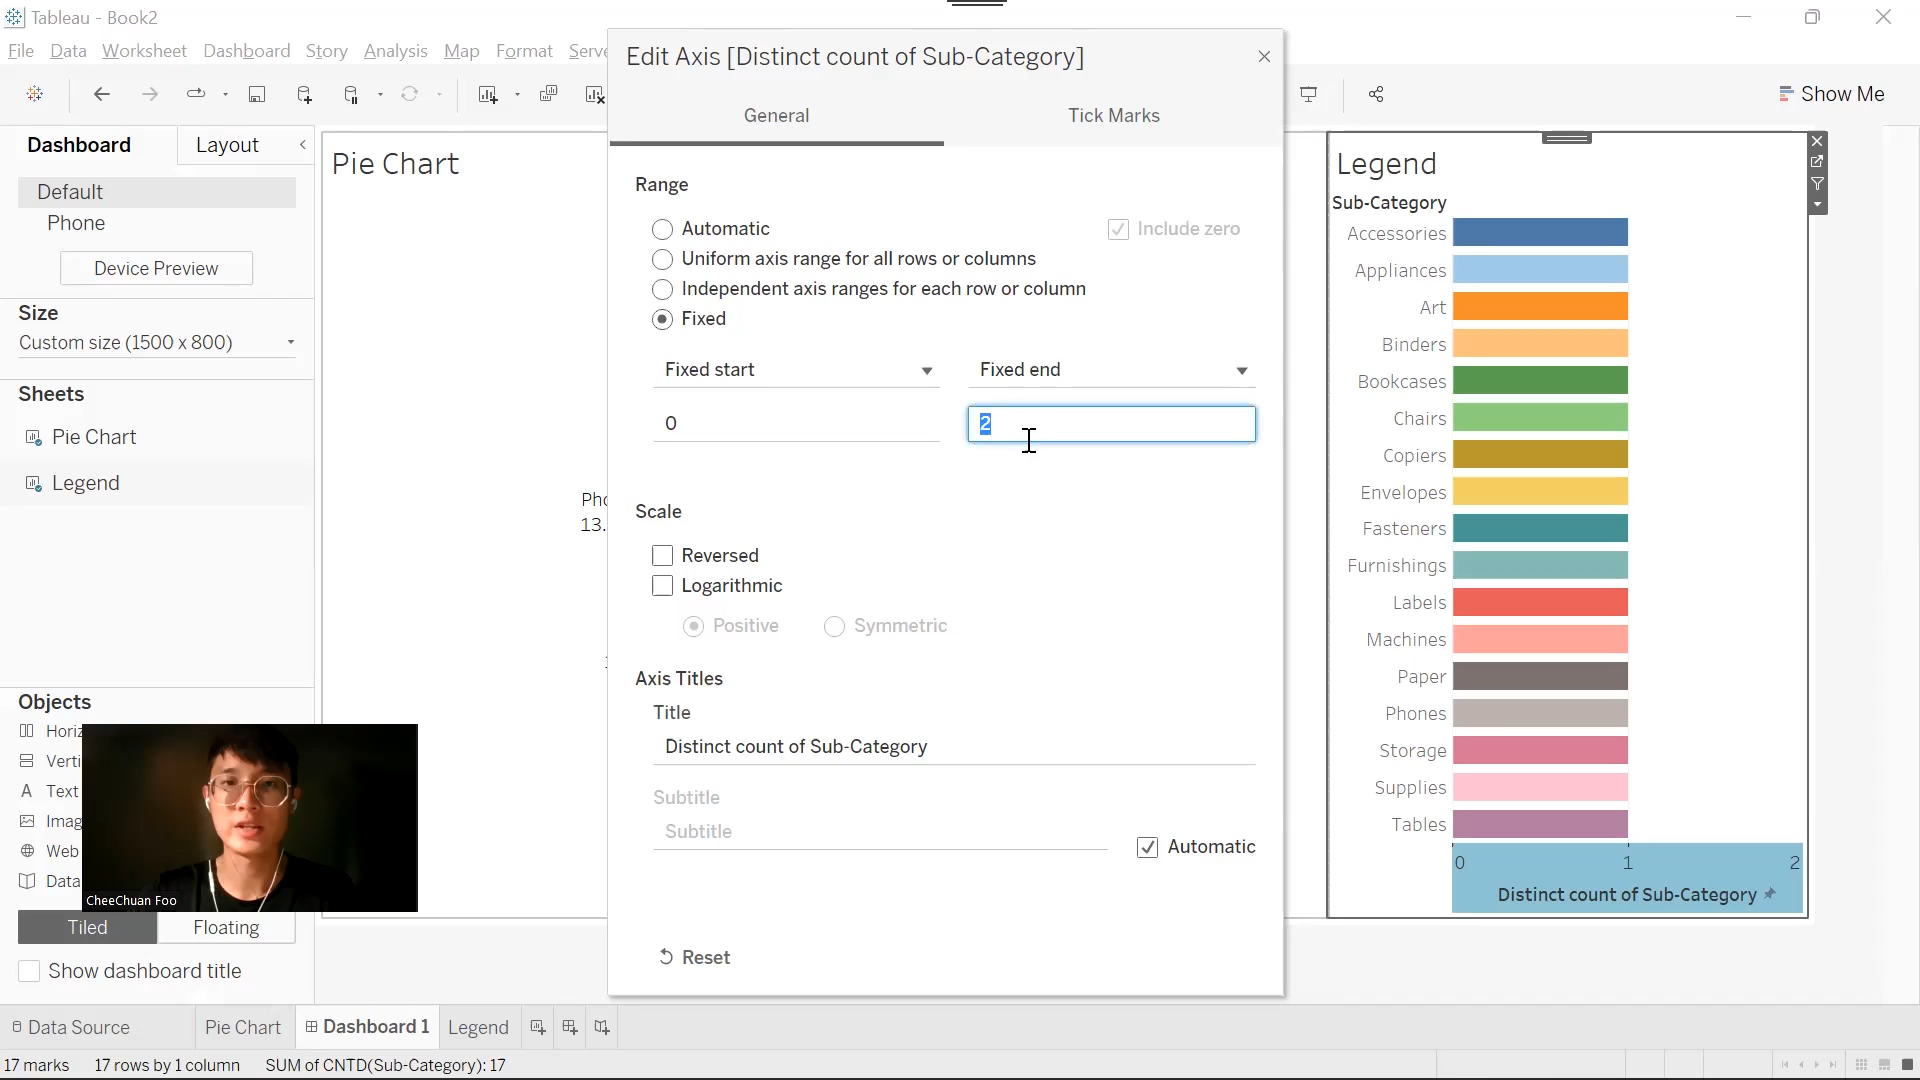 Tableau - Book2
File Data Worksheet Dashboard Story Analysis Map Format Serve
Show Me
Dashboard
Layout
Default
Phone
Device Preview
Size
Custom size (1500 x 800)
Sheets
Pie Chart
Legend
Objects
Horiz
Verti
A Text
Imag
Web
Data
Tiled
Floating
Show dashboard title
CheeChuan Foo
Pie Chart
Pho
13.
Edit Axis [Distinct count of Sub-Category]
General
Tick Marks
Range
Automatic
Include zero
Uniform axis range for all rows or columns
Independent axis ranges for each row or column
Fixed
Fixed start
Fixed end
0
2
Scale
Reversed
Logarithmic
Positive
Symmetric
Axis Titles
Title
Distinct count of Sub-Category
Subtitle
Subtitle
Automatic
Reset
Legend
Sub-Category
Accessories
Appliances
Art
Binders
Bookcases
Chairs
Copiers
Envelopes
Fasteners
Furnishings
Labels
Machines
Paper
Phones
Storage
Supplies
Tables
0 1 2
Distinct count of Sub-Category
Data Source
Pie Chart
Dashboard 1
Legend
17 marks 17 rows by 1 column SUM of CNTD(Sub-Category): 17